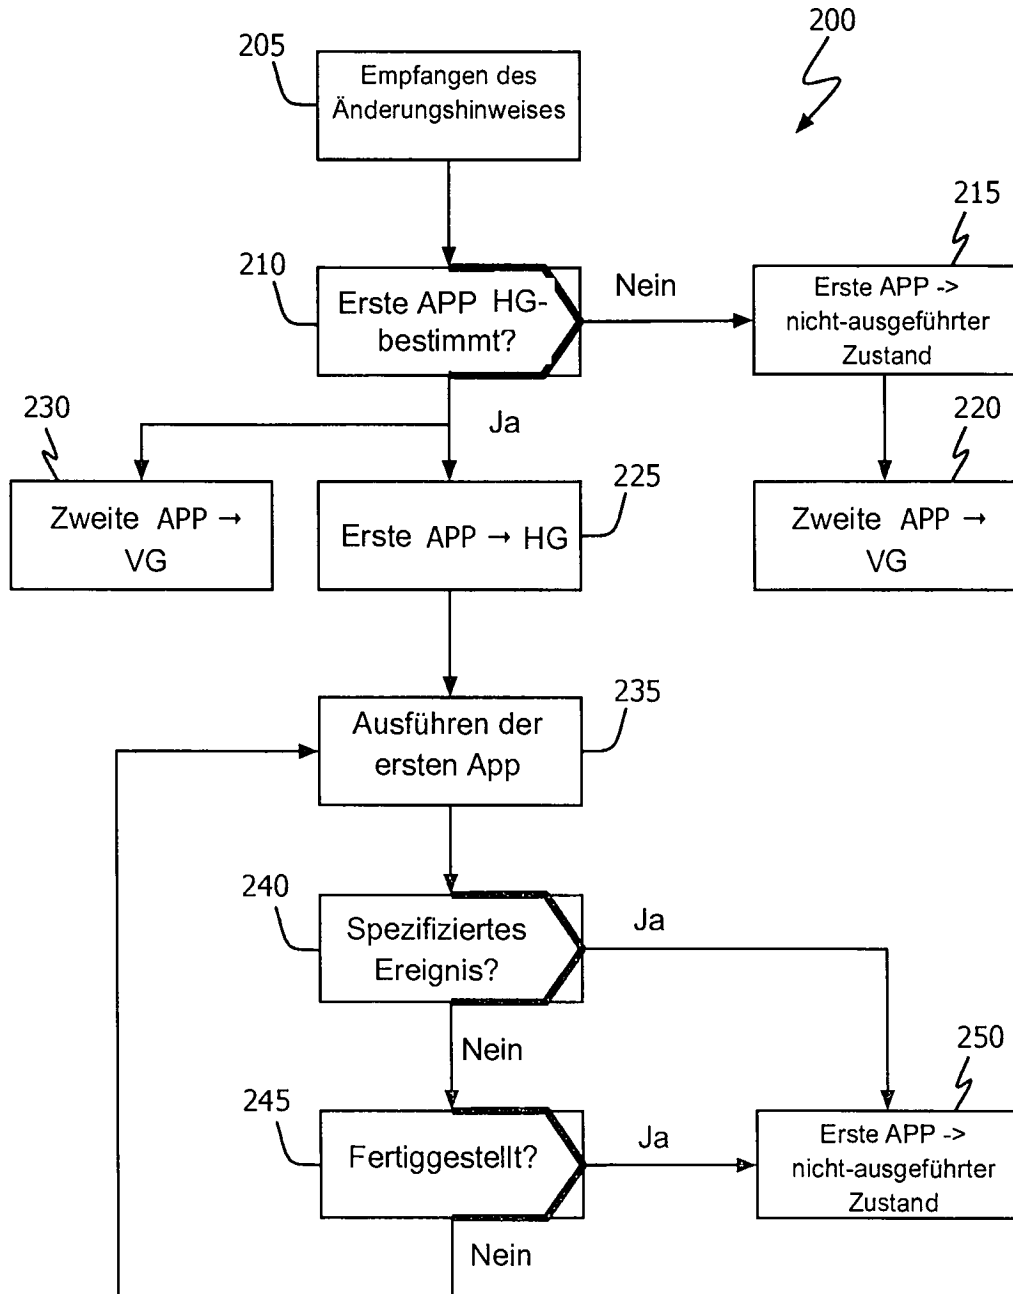 200
205
Empfangen des
Änderungshinweises
215
210
Erste APP HG-
bestimmt?
Nein
Erste APP ->
nicht-ausgeführter
Zustand
230
Ja
220
225
Zweite APP →
VG
Erste APP → HG
Zweite APP →
VG
235
Ausführen der
ersten App
240
Spezifiziertes
Ereignis?
Ja
Nein
250
245
Fertiggestellt?
Ja
Erste APP ->
nicht-ausgeführter
Zustand
Nein